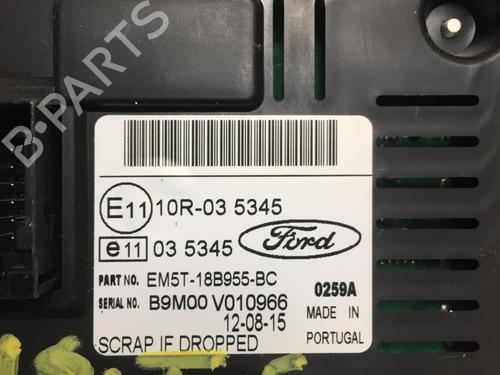 B-PARTS
E11 10R-03 5345
e11 03 5345 Ford
PART NO. EM5T-18B955-BC
SERIAL NO. B9M00 V010966 0259A
12-08-15 MADE IN
SCRAP IF DROPPED PORTUGAL